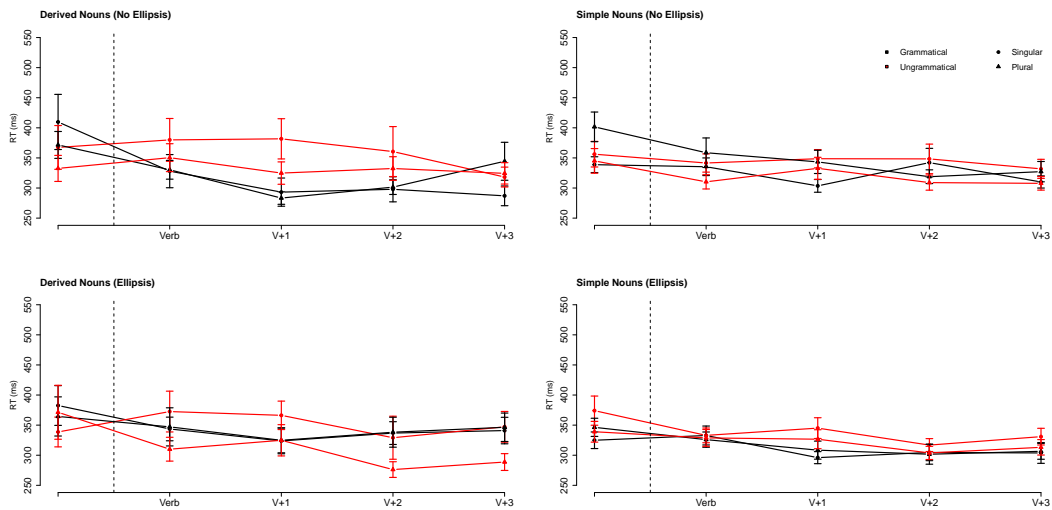 Derived Nouns (No Ellipsis)
RT (ms)
550
500
450
400
350
300
250
Verb V+1 V+2 V+3
Simple Nouns (No Ellipsis)
RT (ms)
550
500
450
400
350
300
250
Grammatical Singular
Ungrammatical Plural
Verb V+1 V+2 V+3
Derived Nouns (Ellipsis)
RT (ms)
550
500
450
400
350
300
250
Verb V+1 V+2 V+3
Simple Nouns (Ellipsis)
RT (ms)
550
500
450
400
350
300
250
Verb V+1 V+2 V+3